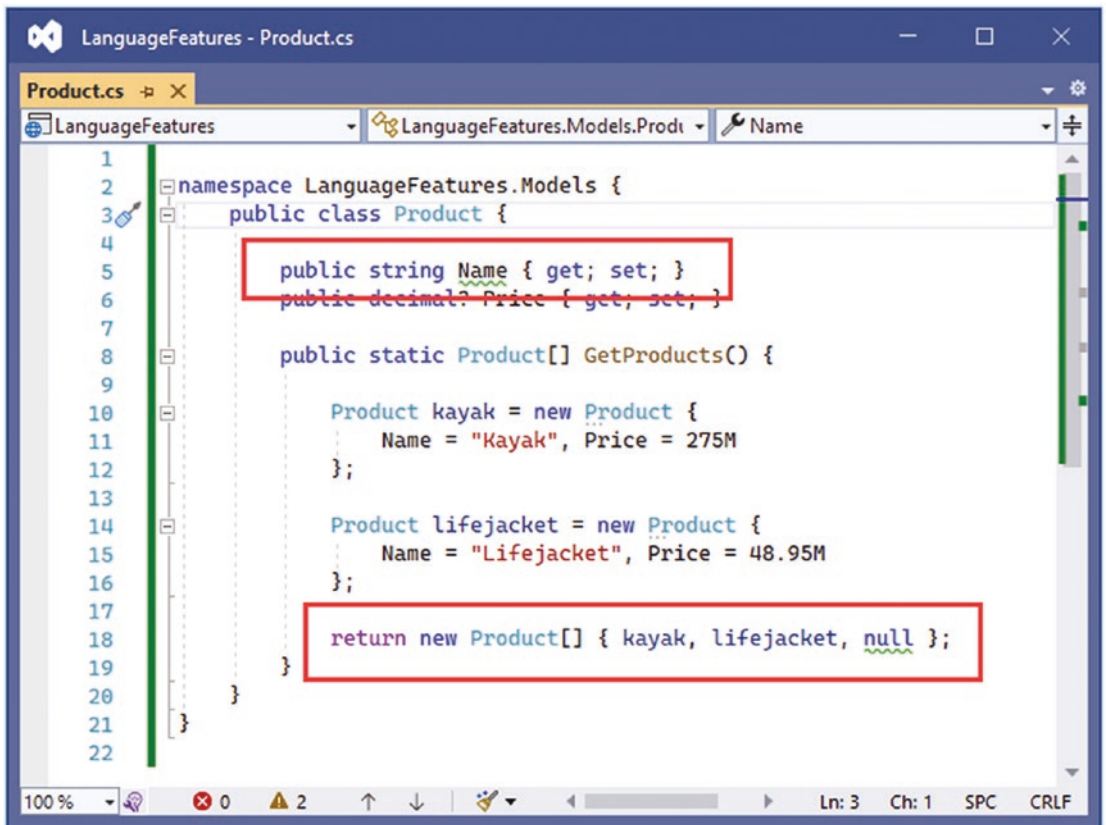 LanguageFeatures - Product.cs
Product.cs
LanguageFeatures LanguageFeatures.Models.Produ Name
1
2 namespace LanguageFeatures.Models {
3 public class Product {
4
5 public string Name { get; set; }
6 public decimal? Price { get; set; }
7
8 public static Product[] GetProducts() {
9
10 Product kayak = new Product {
11 Name = "Kayak", Price = 275M
12 };
13
14 Product lifejacket = new Product {
15 Name = "Lifejacket", Price = 48.95M
16 };
17
18 return new Product[] { kayak, lifejacket, null };
19 }
20 }
21 }
22
100 % 0 2 Ln: 3 Ch: 1 SPC CRLF